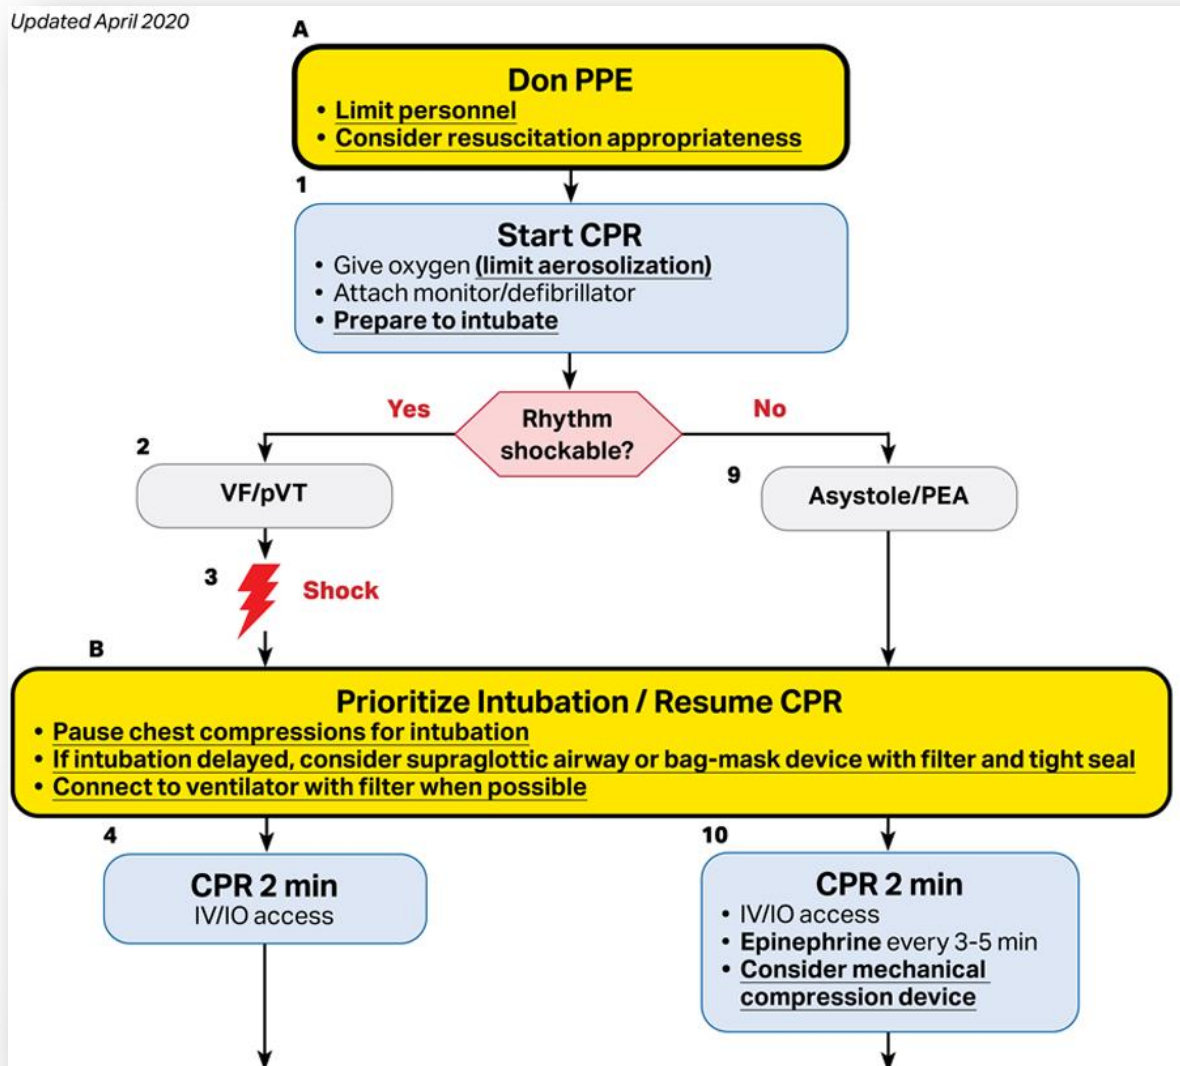 Updated April 2020
A
Don PPE
• Limit personnel
• Consider resuscitation appropriateness
1
Start CPR
• Give oxygen (limit aerosolization)
• Attach monitor/defibrillator
• Prepare to intubate
Rhythm
shockable?
Yes
No
2
VF/pVT
9
Asystole/PEA
3
Shock
B
Prioritize Intubation / Resume CPR
• Pause chest compressions for intubation
• If intubation delayed, consider supraglottic airway or bag-mask device with filter and tight seal
• Connect to ventilator with filter when possible
4
CPR 2 min
IV/IO access
10
CPR 2 min
• IV/IO access
• Epinephrine every 3-5 min
• Consider mechanical
compression device